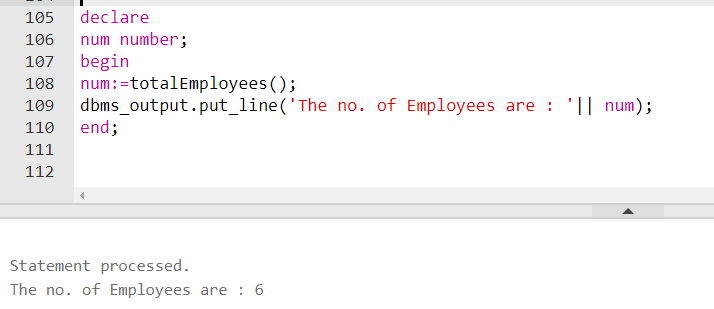 105 declare
106 num number;
107 begin
108 num:=totalEmployees();
109 dbms_output.put_line('The no. of Employees are : '|| num);
110 end;
111
112
Statement processed.
The no. of Employees are : 6